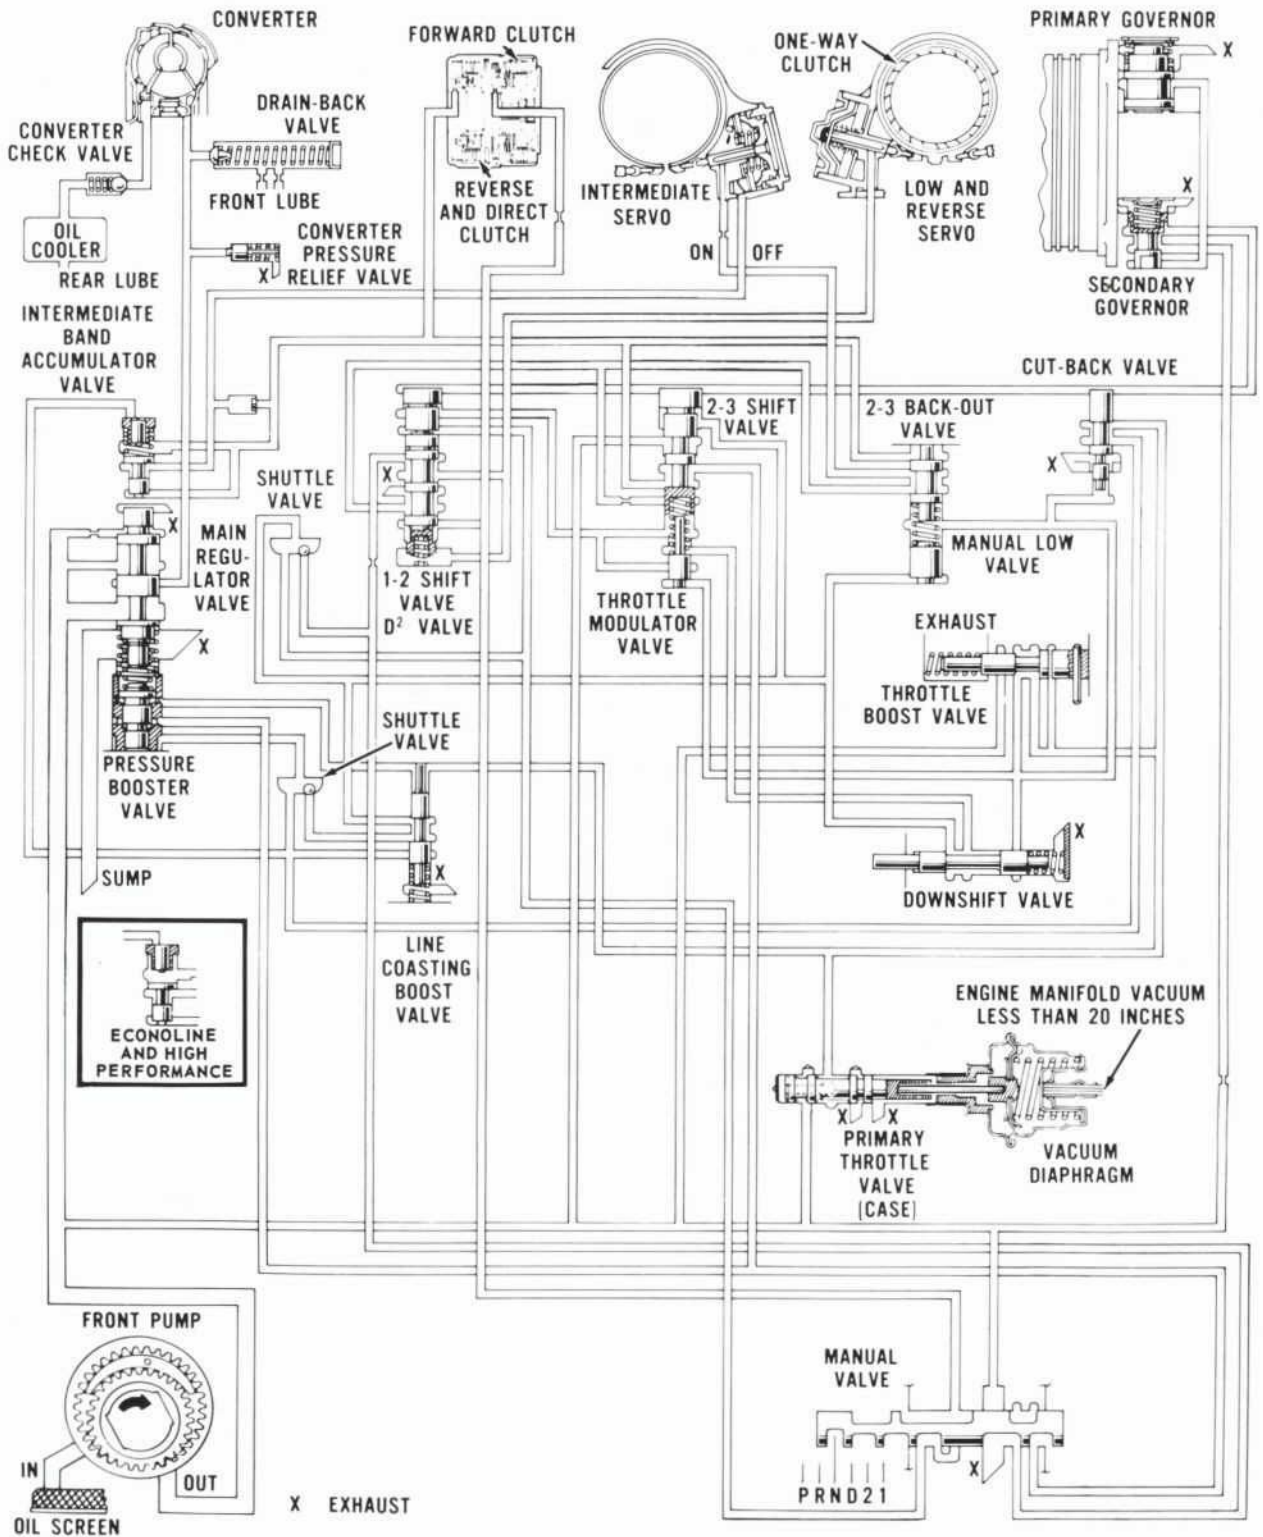 CONVERTER
FORWARD CLUTCH
ONE-WAY
CLUTCH
PRIMARY GOVERNOR
X
DRAIN-BACK
VALVE
CONVERTER
CHECK VALVE
FRONT LUBE
OIL
COOLER
REAR LUBE
CONVERTER
PRESSURE
RELIEF VALVE
X
REVERSE
AND DIRECT
CLUTCH
INTERMEDIATE
SERVO
ON
OFF
LOW AND
REVERSE
SERVO
X
SECONDARY
GOVERNOR
INTERMEDIATE
BAND
ACCUMULATOR
VALVE
CUT-BACK VALVE
2-3 SHIFT
VALVE
2-3 BACK-OUT
VALVE
X
SHUTTLE
VALVE
X
X
MAIN
REGU-
LATOR
VALVE
X
1-2 SHIFT
VALVE
D² VALVE
THROTTLE
MODULATOR
VALVE
MANUAL LOW
VALVE
EXHAUST
THROTTLE
BOOST VALVE
SHUTTLE
VALVE
PRESSURE
BOOSTER
VALVE
SUMP
X
X
DOWNSHIFT VALVE
LINE
COASTING
BOOST
VALVE
ECONOLINE
AND HIGH
PERFORMANCE
ENGINE MANIFOLD VACUUM
LESS THAN 20 INCHES
X X
PRIMARY
THROTTLE
VALVE
(CASE)
VACUUM
DIAPHRAGM
FRONT PUMP
MANUAL
VALVE
IN
OUT
OIL SCREEN
X EXHAUST
X
P R N D 2 1